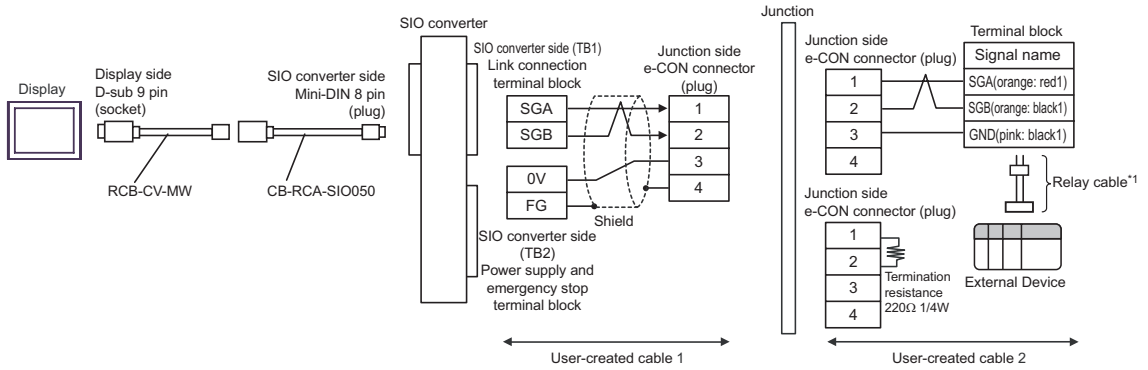 Display
Display side
D-sub 9 pin
(socket)
RCB-CV-MW
SIO converter side
Mini-DIN 8 pin
(plug)
CB-RCA-SIO050
SIO converter
SIO converter side (TB1)
Link connection
terminal block
SGA
SGB
0V
FG
SIO converter side
(TB2)
Power supply and
emergency stop
terminal block
Shield
Junction side
e-CON connector
(plug)
1
2
3
4
User-created cable 1
Junction
Junction side
e-CON connector (plug)
1
2
3
4
Junction side
e-CON connector (plug)
1
2
3
4
Termination
resistance
220Ω 1/4W
Terminal block
Signal name
SGA(orange: red1)
SGB(orange: black1)
GND(pink: black1)
Relay cable*1
External Device
User-created cable 2